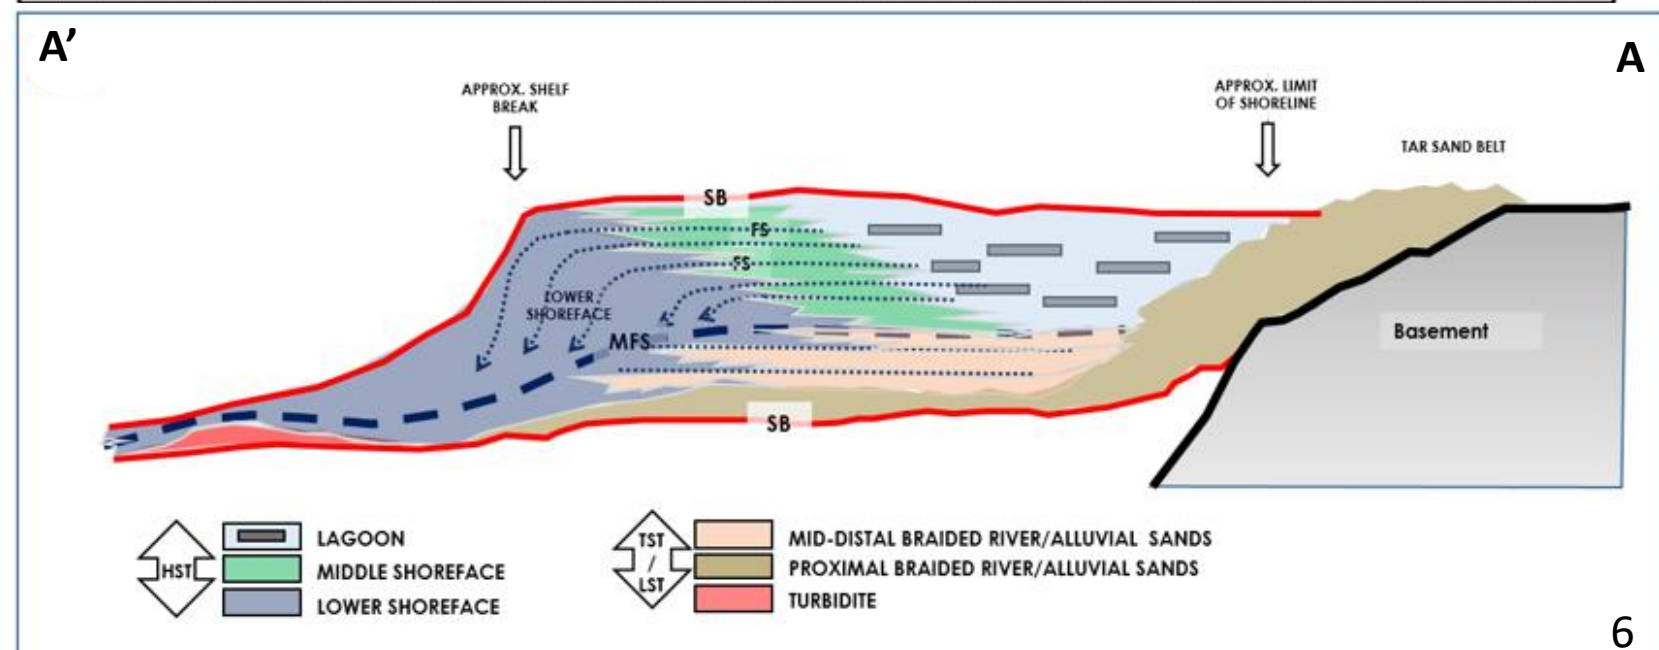 A’
A
APPROX. SHELF
BREAK
APPROX. LIMIT
OF SHORELINE
TAR SAND BELT
SB
FS
FS
LOWER
SHOREFACE
MFS
Basement
SB
HST
LAGOON
MIDDLE SHOREFACE
LOWER SHOREFACE
TST
/
LST
MID-DISTAL BRAIDED RIVER/ALLUVIAL SANDS
PROXIMAL BRAIDED RIVER/ALLUVIAL SANDS
TURBIDITE
6